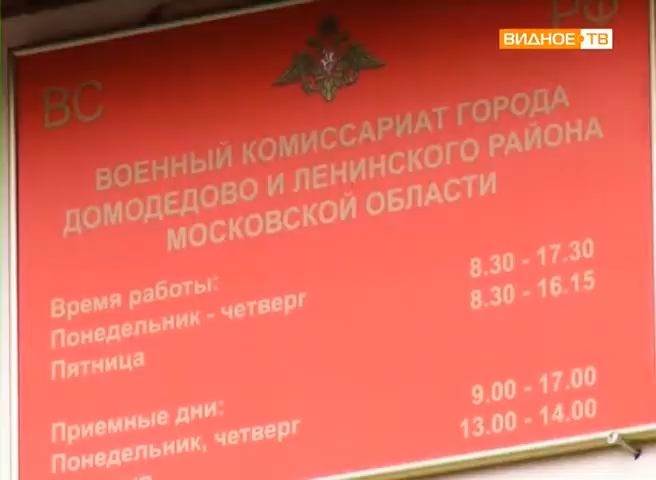 ВИДНОЕ ТВ
ВС РФ
ВОЕННЫЙ КОМИССАРИАТ ГОРОДА
ДОМОДЕДОВО И ЛЕНИНСКОГО РАЙОНА
МОСКОВСКОЙ ОБЛАСТИ
Время работы:
Понедельник - четверг 8.30 - 17.30
Пятница 8.30 - 16.15
Приемные дни:
Понедельник, четверг 9.00 - 17.00
13.00 - 14.00